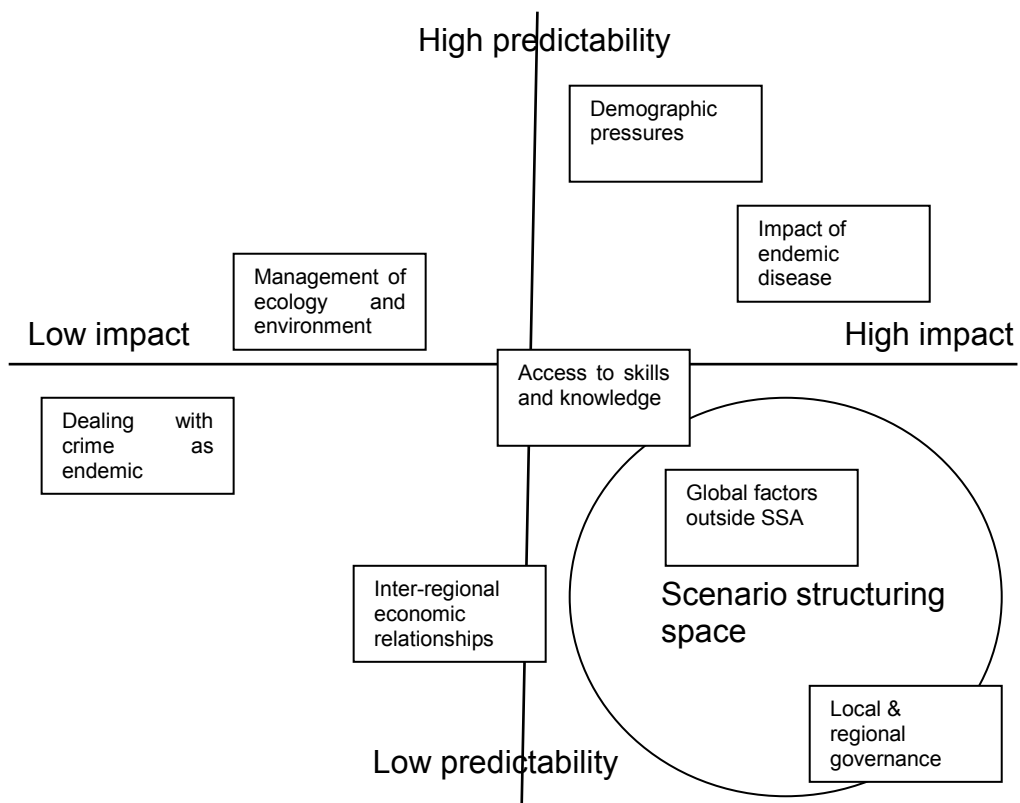 High predictability
Demographic
pressures
Impact of
endemic
disease
Management of
ecology and
environment
Low impact
High impact
Access to skills
and knowledge
Dealing with
crime as
endemic
Global factors
outside SSA
Inter-regional
economic
relationships
Scenario structuring
space
Local &
regional
governance
Low predictability